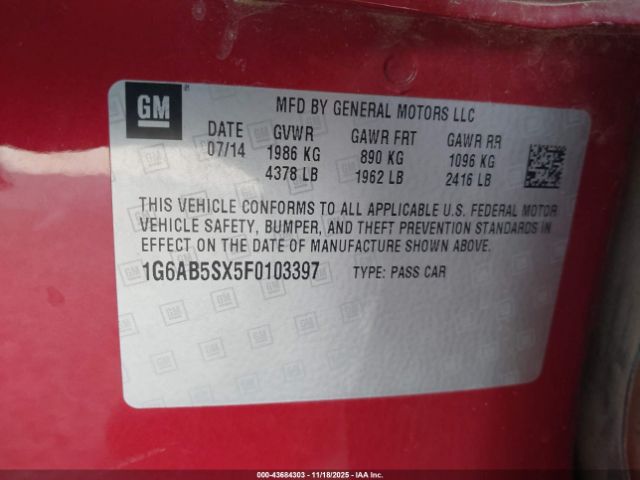 GM
MFD BY GENERAL MOTORS LLC
DATE GVWR GAWR FRT GAWR RR
07/14 1986 KG 890 KG 1096 KG
4378 LB 1962 LB 2416 LB
THIS VEHICLE CONFORMS TO ALL APPLICABLE U.S. FEDERAL MOTOR
VEHICLE SAFETY, BUMPER, AND THEFT PREVENTION STANDARDS IN
EFFECT ON THE DATE OF MANUFACTURE SHOWN ABOVE.
1G6AB5SX5F0103397 TYPE: PASS CAR
000-43684303 - 11/18/2025 - IAAI.COM